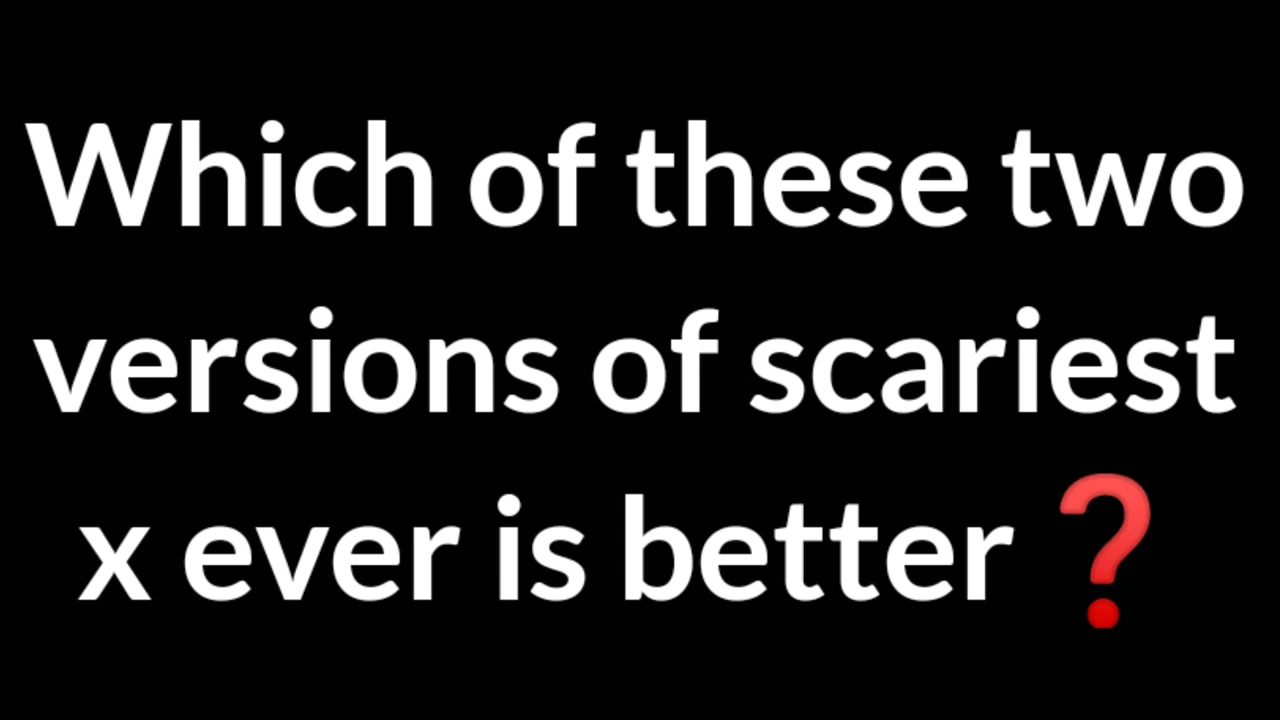 Which of these two
versions of scariest
x ever is better❓